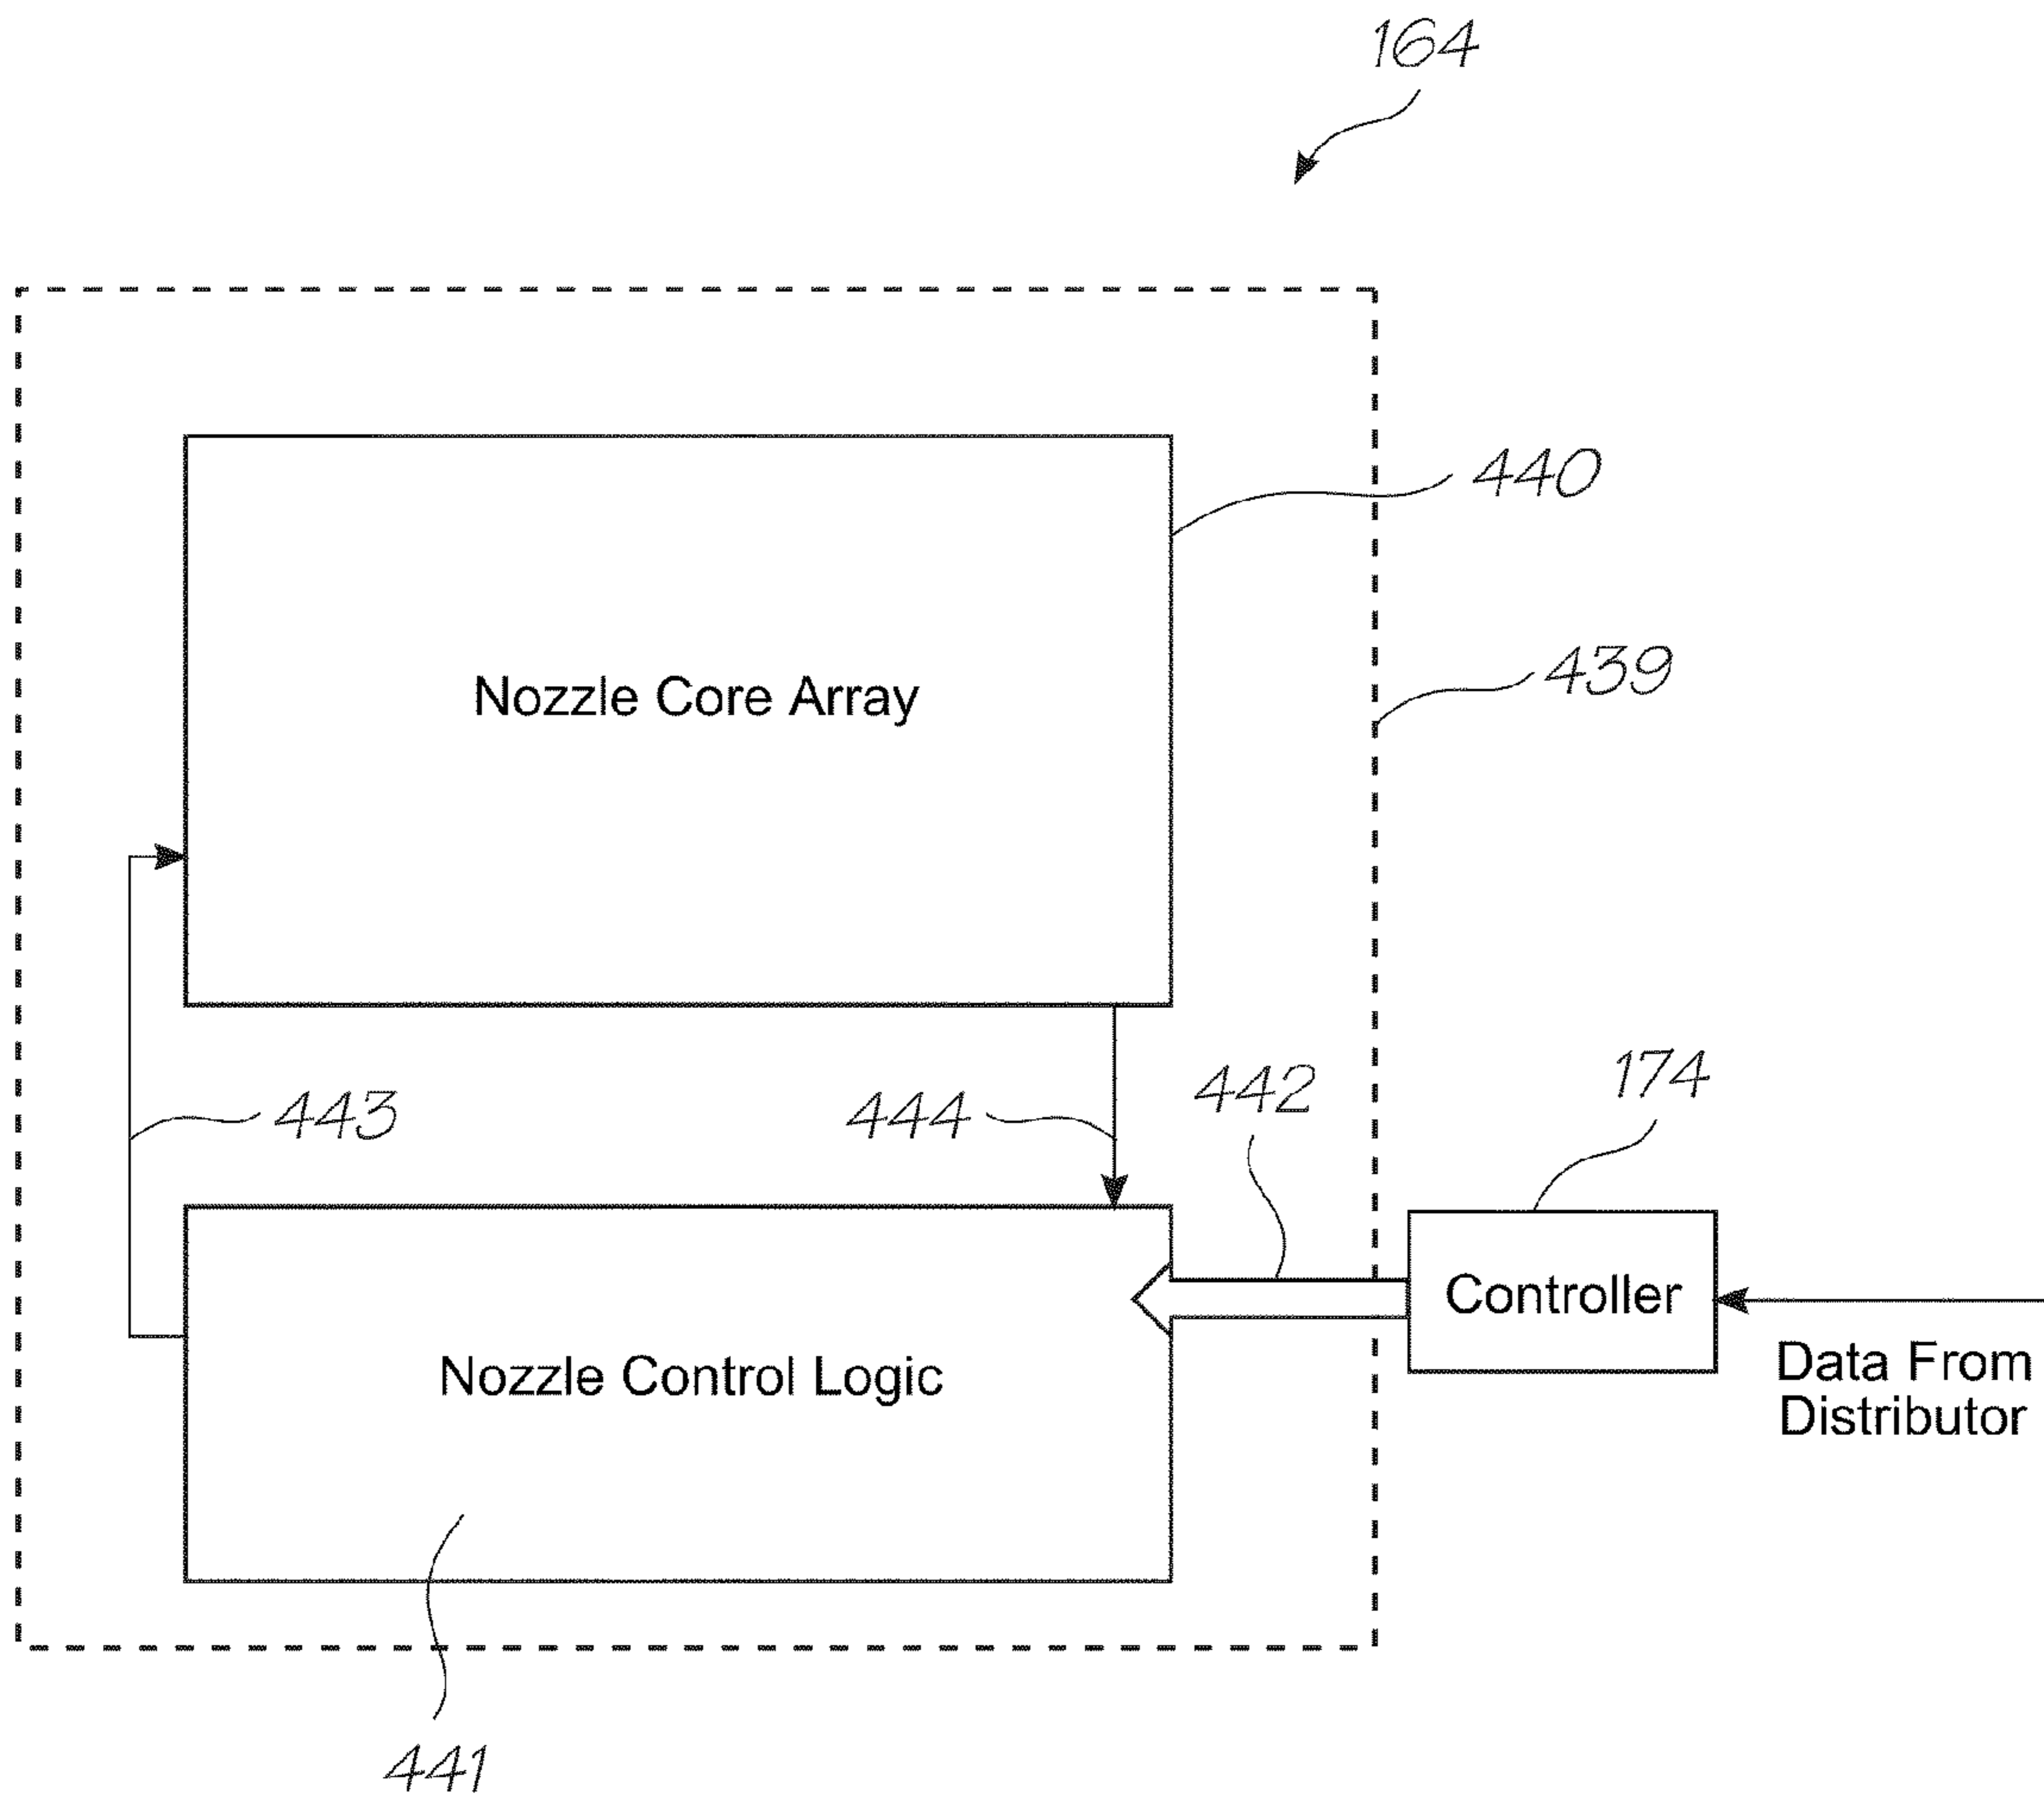 164
440
Nozzle Core Array
439
443
444
442
174
Controller
Nozzle Control Logic
Data From
Distributor
441